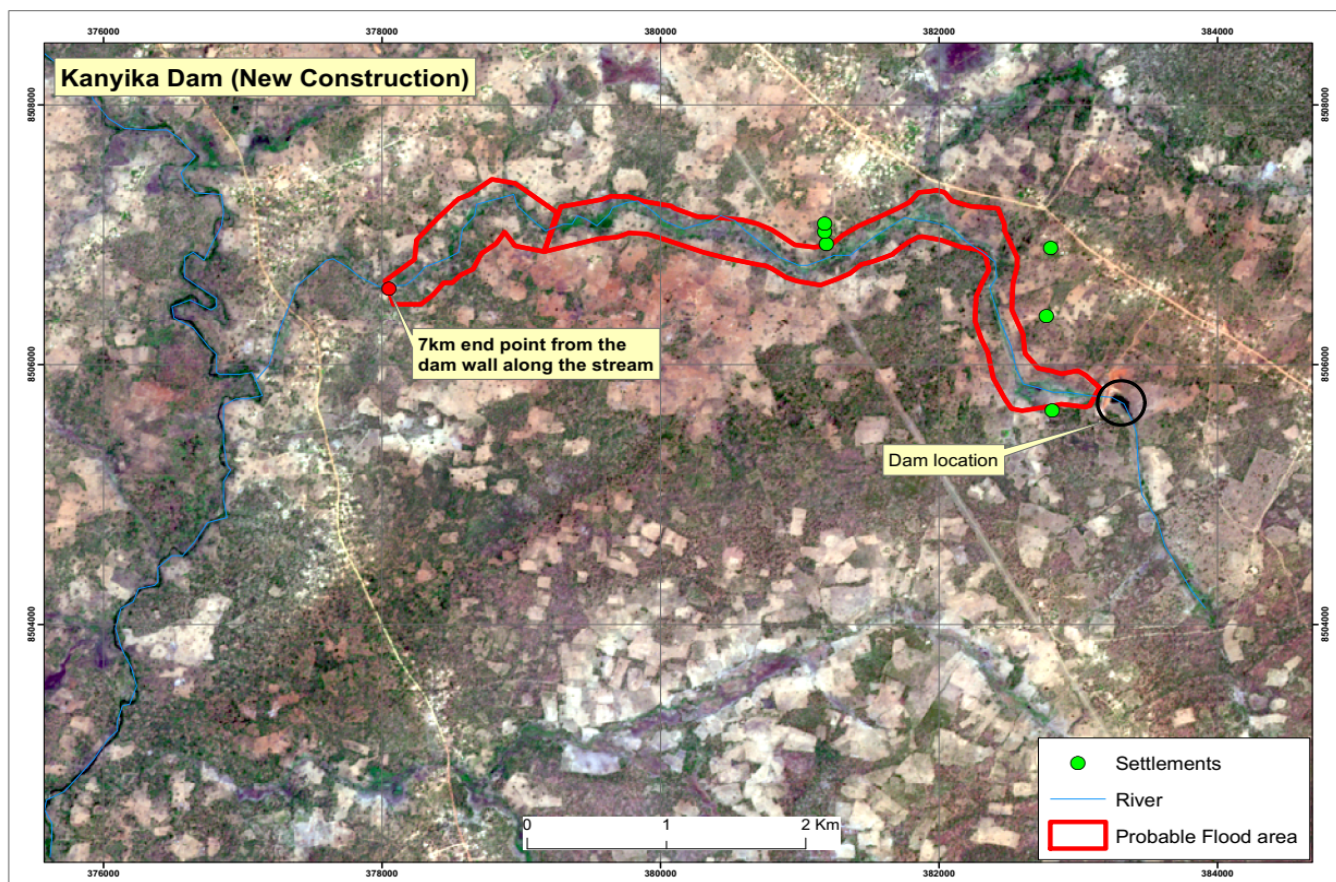 376000 378000 380000 382000 384000
Kanyika Dam (New Construction)
8508000 8508000
7km end point from the
dam wall along the stream
8506000 8506000
Dam location
8504000 8504000
Settlements
River
Probable Flood area
0 1 2 Km
376000 378000 380000 382000 384000